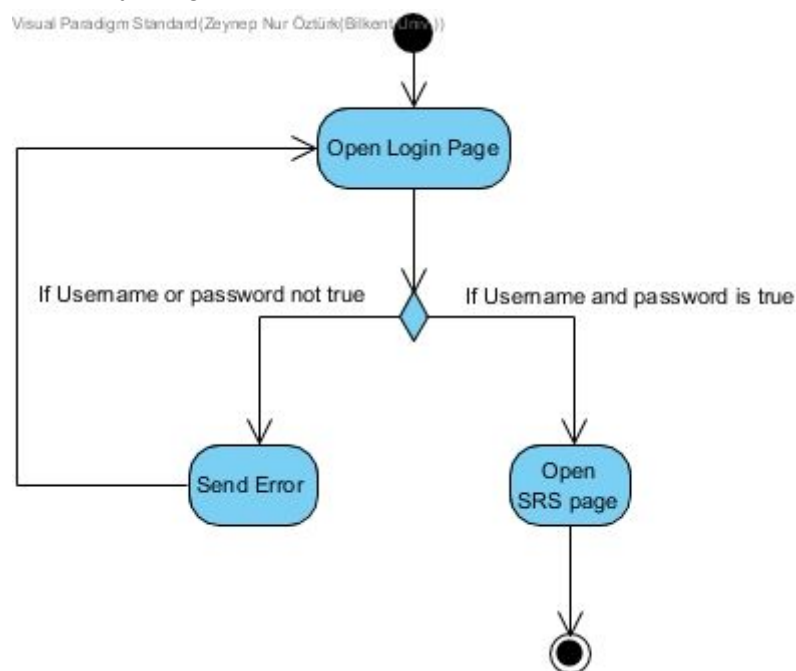 Visual Paradigm Standard(Zeynep Nur Öztürk(Bilkent Univ.))
Open Login Page
If Username or password not true
If Username and password is true
Send Error
Open
SRS page